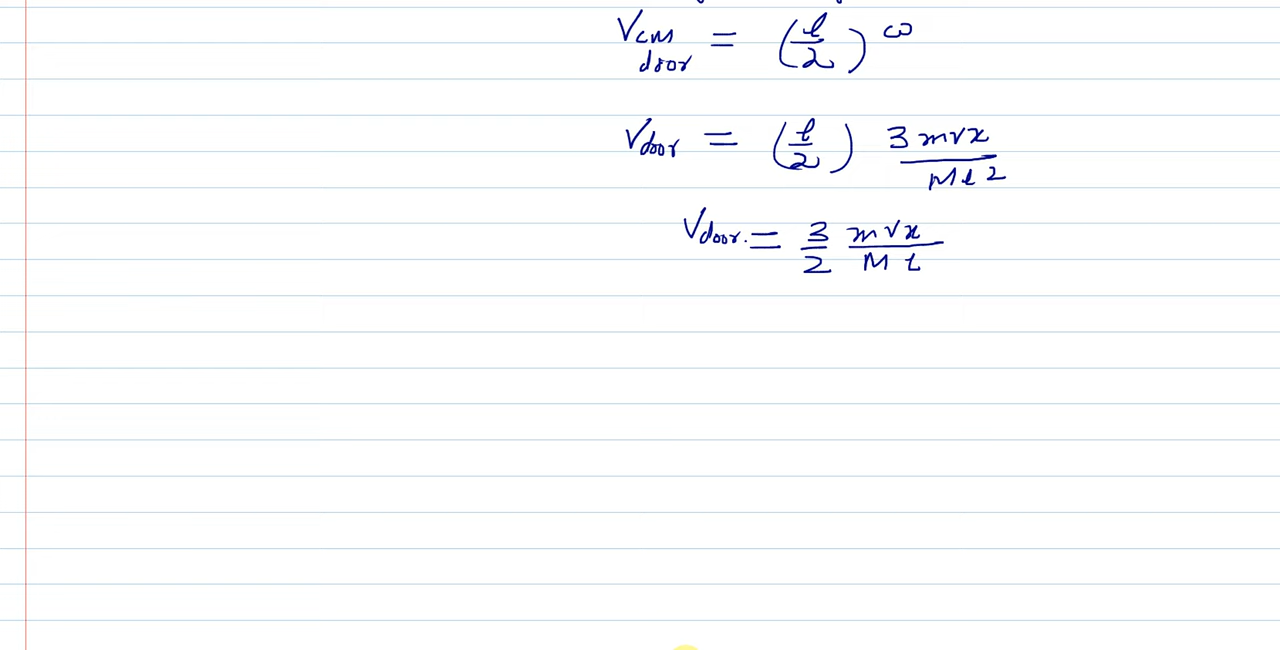 V_cm door = (l/2) ω
V_door = (l/2) 3mvx/Ml²
V_door. = 3/2 mvx/Ml